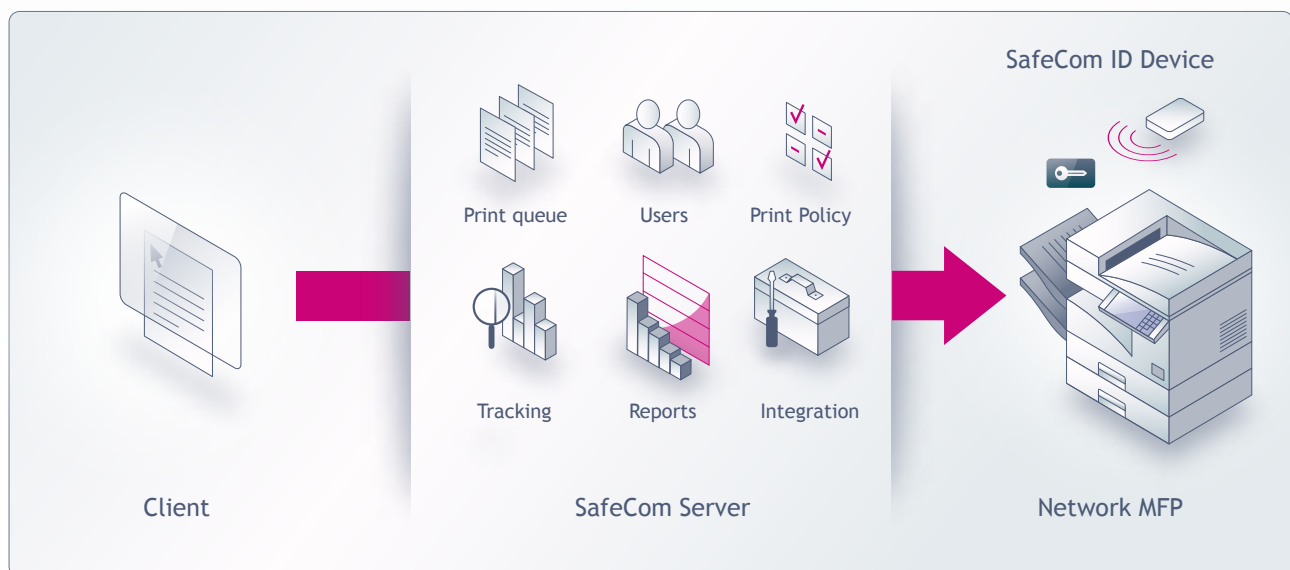 SafeCom ID Device
Print queue
Users
Print Policy
Tracking
Reports
Integration
Client
SafeCom Server
Network MFP